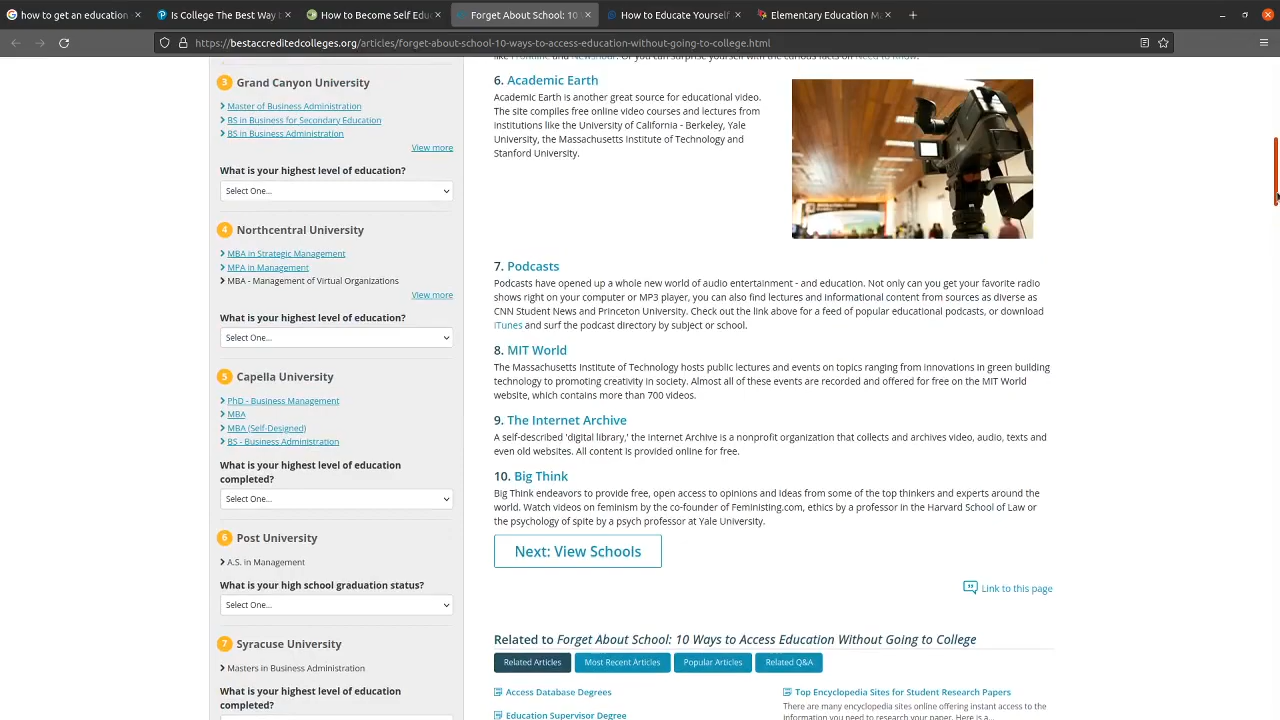 how to get an education
Is College The Best Way
How to Become Self Edu
Forget About School: 10
How to Educate Yourself
Elementary Education M
https://bestaccreditedcolleges.org/articles/forget-about-school-10-ways-to-access-education-without-going-to-college.html
3 Grand Canyon University
Master of Business Administration
BS in Business for Secondary Education
BS in Business Administration
View more
What is your highest level of education?
Select One...
4 Northcentral University
MBA in Strategic Management
MPA in Management
MBA - Management of Virtual Organizations
View more
What is your highest level of education?
Select One...
5 Capella University
PhD - Business Management
MBA
MBA (Self-Designed)
BS - Business Administration
What is your highest level of education
completed?
Select One...
6 Post University
A.S. in Management
What is your high school graduation status?
Select One...
7 Syracuse University
Masters in Business Administration
What is your highest level of education
completed?
like Frontline and NewsHour. Or you can surprise yourself with the curious facts on Need to Know.
6. Academic Earth
Academic Earth is another great source for educational video.
The site compiles free online video courses and lectures from
institutions like the University of California - Berkeley, Yale
University, the Massachusetts Institute of Technology and
Stanford University.
7. Podcasts
Podcasts have opened up a whole new world of audio entertainment - and education. Not only can you get your favorite radio
shows right on your computer or MP3 player, you can also find lectures and informational content from sources as diverse as
CNN Student News and Princeton University. Check out the link above for a feed of popular educational podcasts, or download
iTunes and surf the podcast directory by subject or school.
8. MIT World
The Massachusetts Institute of Technology hosts public lectures and events on topics ranging from innovations in green building
technology to promoting creativity in society. Almost all of these events are recorded and offered for free on the MIT World
website, which contains more than 700 videos.
9. The Internet Archive
A self-described 'digital library,' the Internet Archive is a nonprofit organization that collects and archives video, audio, texts and
even old websites. All content is provided online for free.
10. Big Think
Big Think endeavors to provide free, open access to opinions and ideas from some of the top thinkers and experts around the
world. Watch videos on feminism by the co-founder of Feministing.com, ethics by a professor in the Harvard School of Law or
the psychology of spite by a psych professor at Yale University.
Next: View Schools
Link to this page
Related to Forget About School: 10 Ways to Access Education Without Going to College
Related Articles
Most Recent Articles
Popular Articles
Related Q&A
Access Database Degrees
Education Supervisor Degree
Top Encyclopedia Sites for Student Research Papers
There are many encyclopedia sites online offering instant access to the
information you need to research your paper. Here is a...